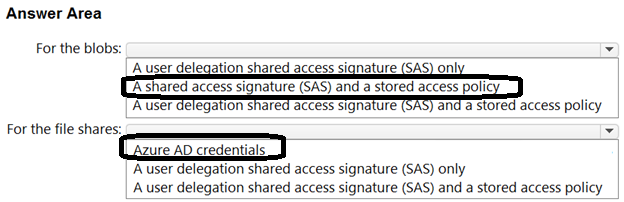 Answer Area
For the blobs:
A user delegation shared access signature (SAS) only
A shared access signature (SAS) and a stored access policy
A user delegation shared access signature (SAS) and a stored access policy
For the file shares:
Azure AD credentials
A user delegation shared access signature (SAS) only
A user delegation shared access signature (SAS) and a stored access policy